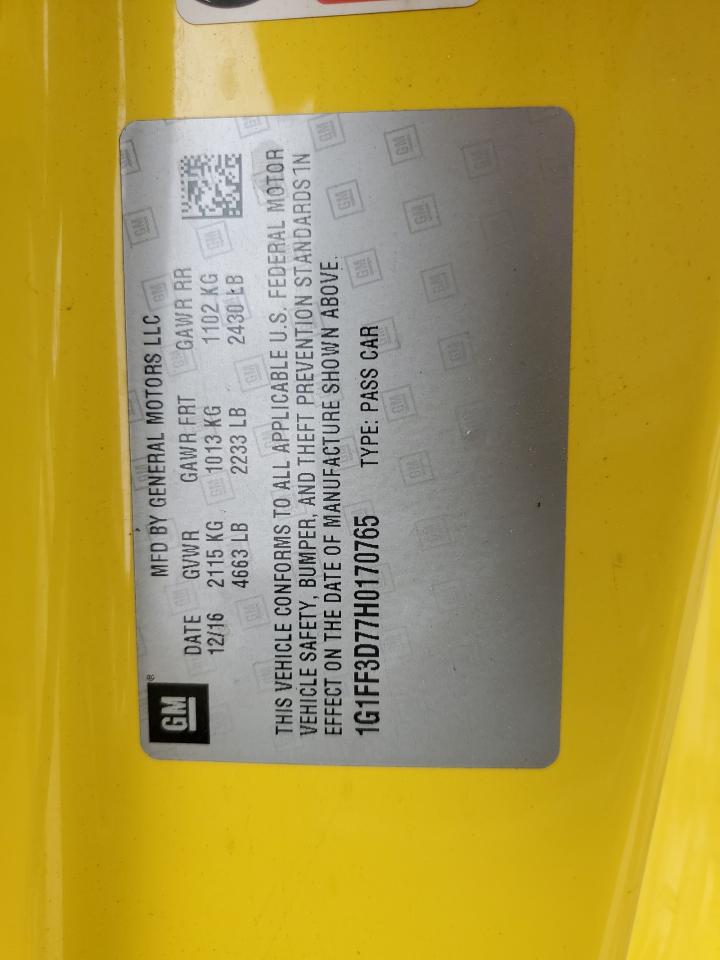 GM ®
MFD BY GENERAL MOTORS LLC
DATE GVWR GAWR FRT GAWR RR
12/16 2115 KG 1013 KG 1102 KG
4663 LB 2233 LB 2430 LB
THIS VEHICLE CONFORMS TO ALL APPLICABLE U.S. FEDERAL MOTOR
VEHICLE SAFETY, BUMPER, AND THEFT PREVENTION STANDARDS IN
EFFECT ON THE DATE OF MANUFACTURE SHOWN ABOVE.
1G1FF3D77H0170765 TYPE: PASS CAR